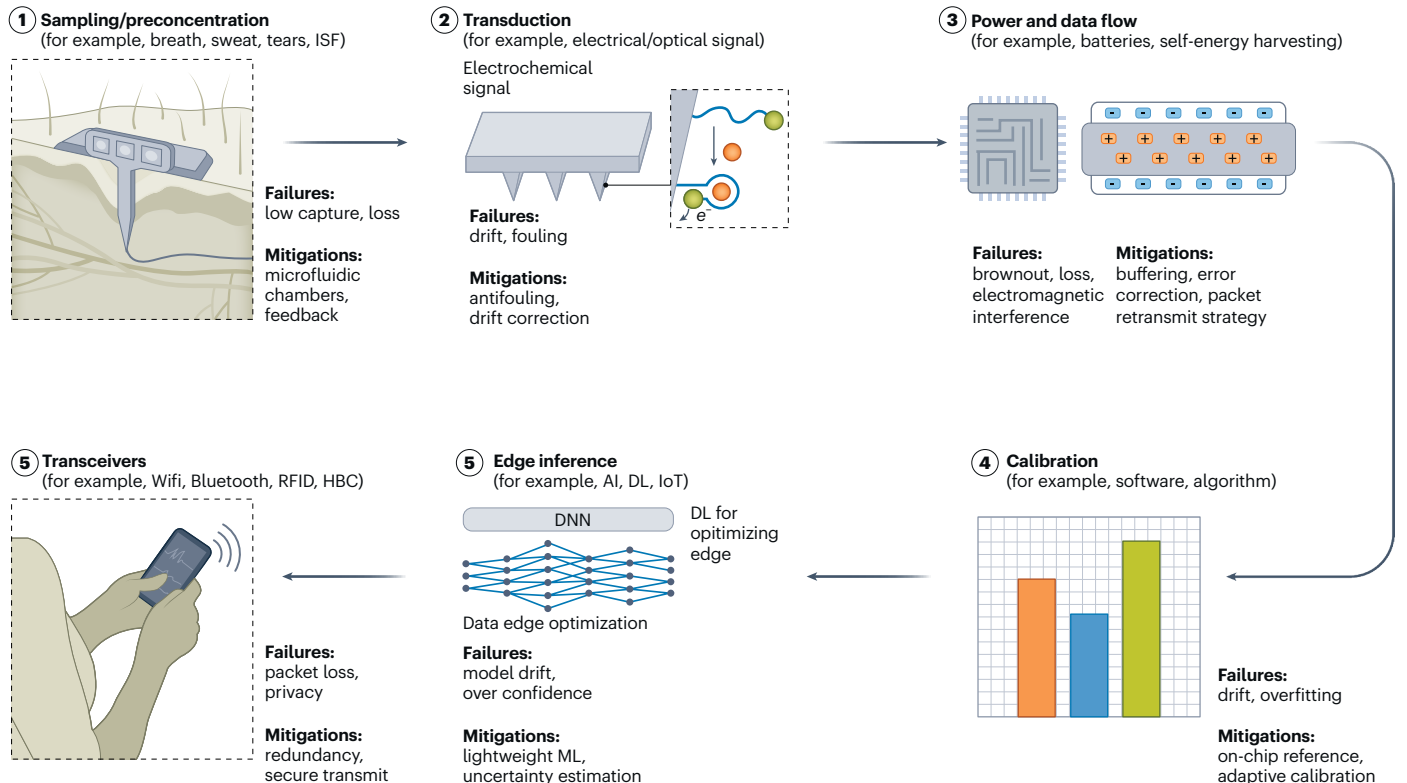 1 Sampling/preconcentration
(for example, breath, sweat, tears, ISF)
Failures:
low capture, loss
Mitigations:
microfluidic
chambers,
feedback
2 Transduction
(for example, electrical/optical signal)
Electrochemical
signal
e⁻
Failures:
drift, fouling
Mitigations:
antifouling,
drift correction
3 Power and data flow
(for example, batteries, self-energy harvesting)
- - - - - -
+ + + + +
+ + + + +
- - - - - -
Failures:
brownout, loss,
electromagnetic
interference
Mitigations:
buffering, error
correction, packet
retransmit strategy
4 Calibration
(for example, software, algorithm)
Failures:
drift, overfitting
Mitigations:
on-chip reference,
adaptive calibration
5 Edge inference
(for example, AI, DL, IoT)
DNN
DL for
opitimizing
edge
Data edge optimization
Failures:
model drift,
over confidence
Mitigations:
lightweight ML,
uncertainty estimation
5 Transceivers
(for example, Wifi, Bluetooth, RFID, HBC)
Failures:
packet loss,
privacy
Mitigations:
redundancy,
secure transmit